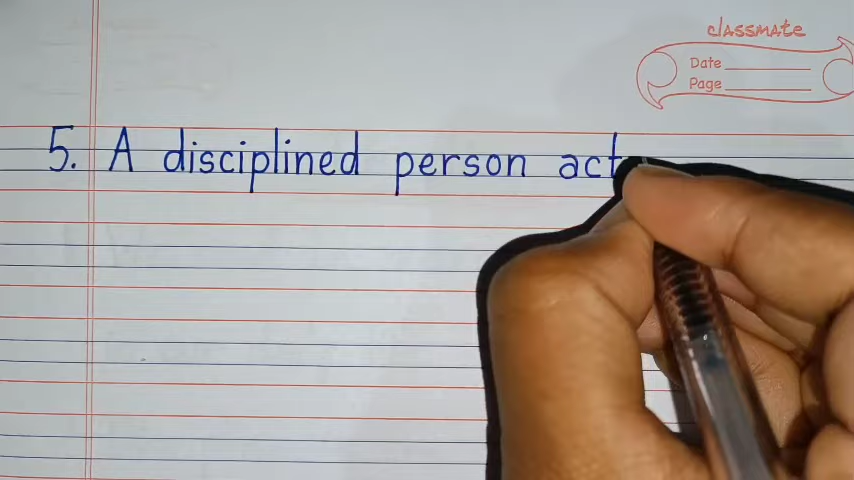 classmate
Date
Page
5. A disciplined person act